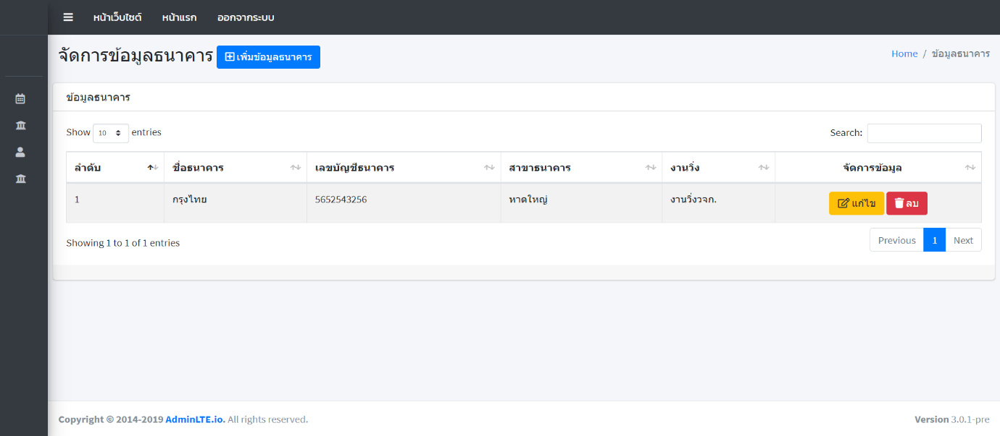 หน้าเว็บไซต์ หน้าแรก ออกจากระบบ
จัดการข้อมูลธนาคาร เพิ่มข้อมูลธนาคาร Home / ข้อมูลธนาคาร
ข้อมูลธนาคาร
Show 10 entries Search:
ลำดับ ชื่อธนาคาร เลขบัญชีธนาคาร สาขาธนาคาร งานวิ่ง จัดการข้อมูล
1 กรุงไทย 5652543256 หาดใหญ่ งานวิ่งวจก. แก้ไข ลบ
Showing 1 to 1 of 1 entries Previous 1 Next
Copyright © 2014-2019 AdminLTE.io. All rights reserved. Version 3.0.1-pre